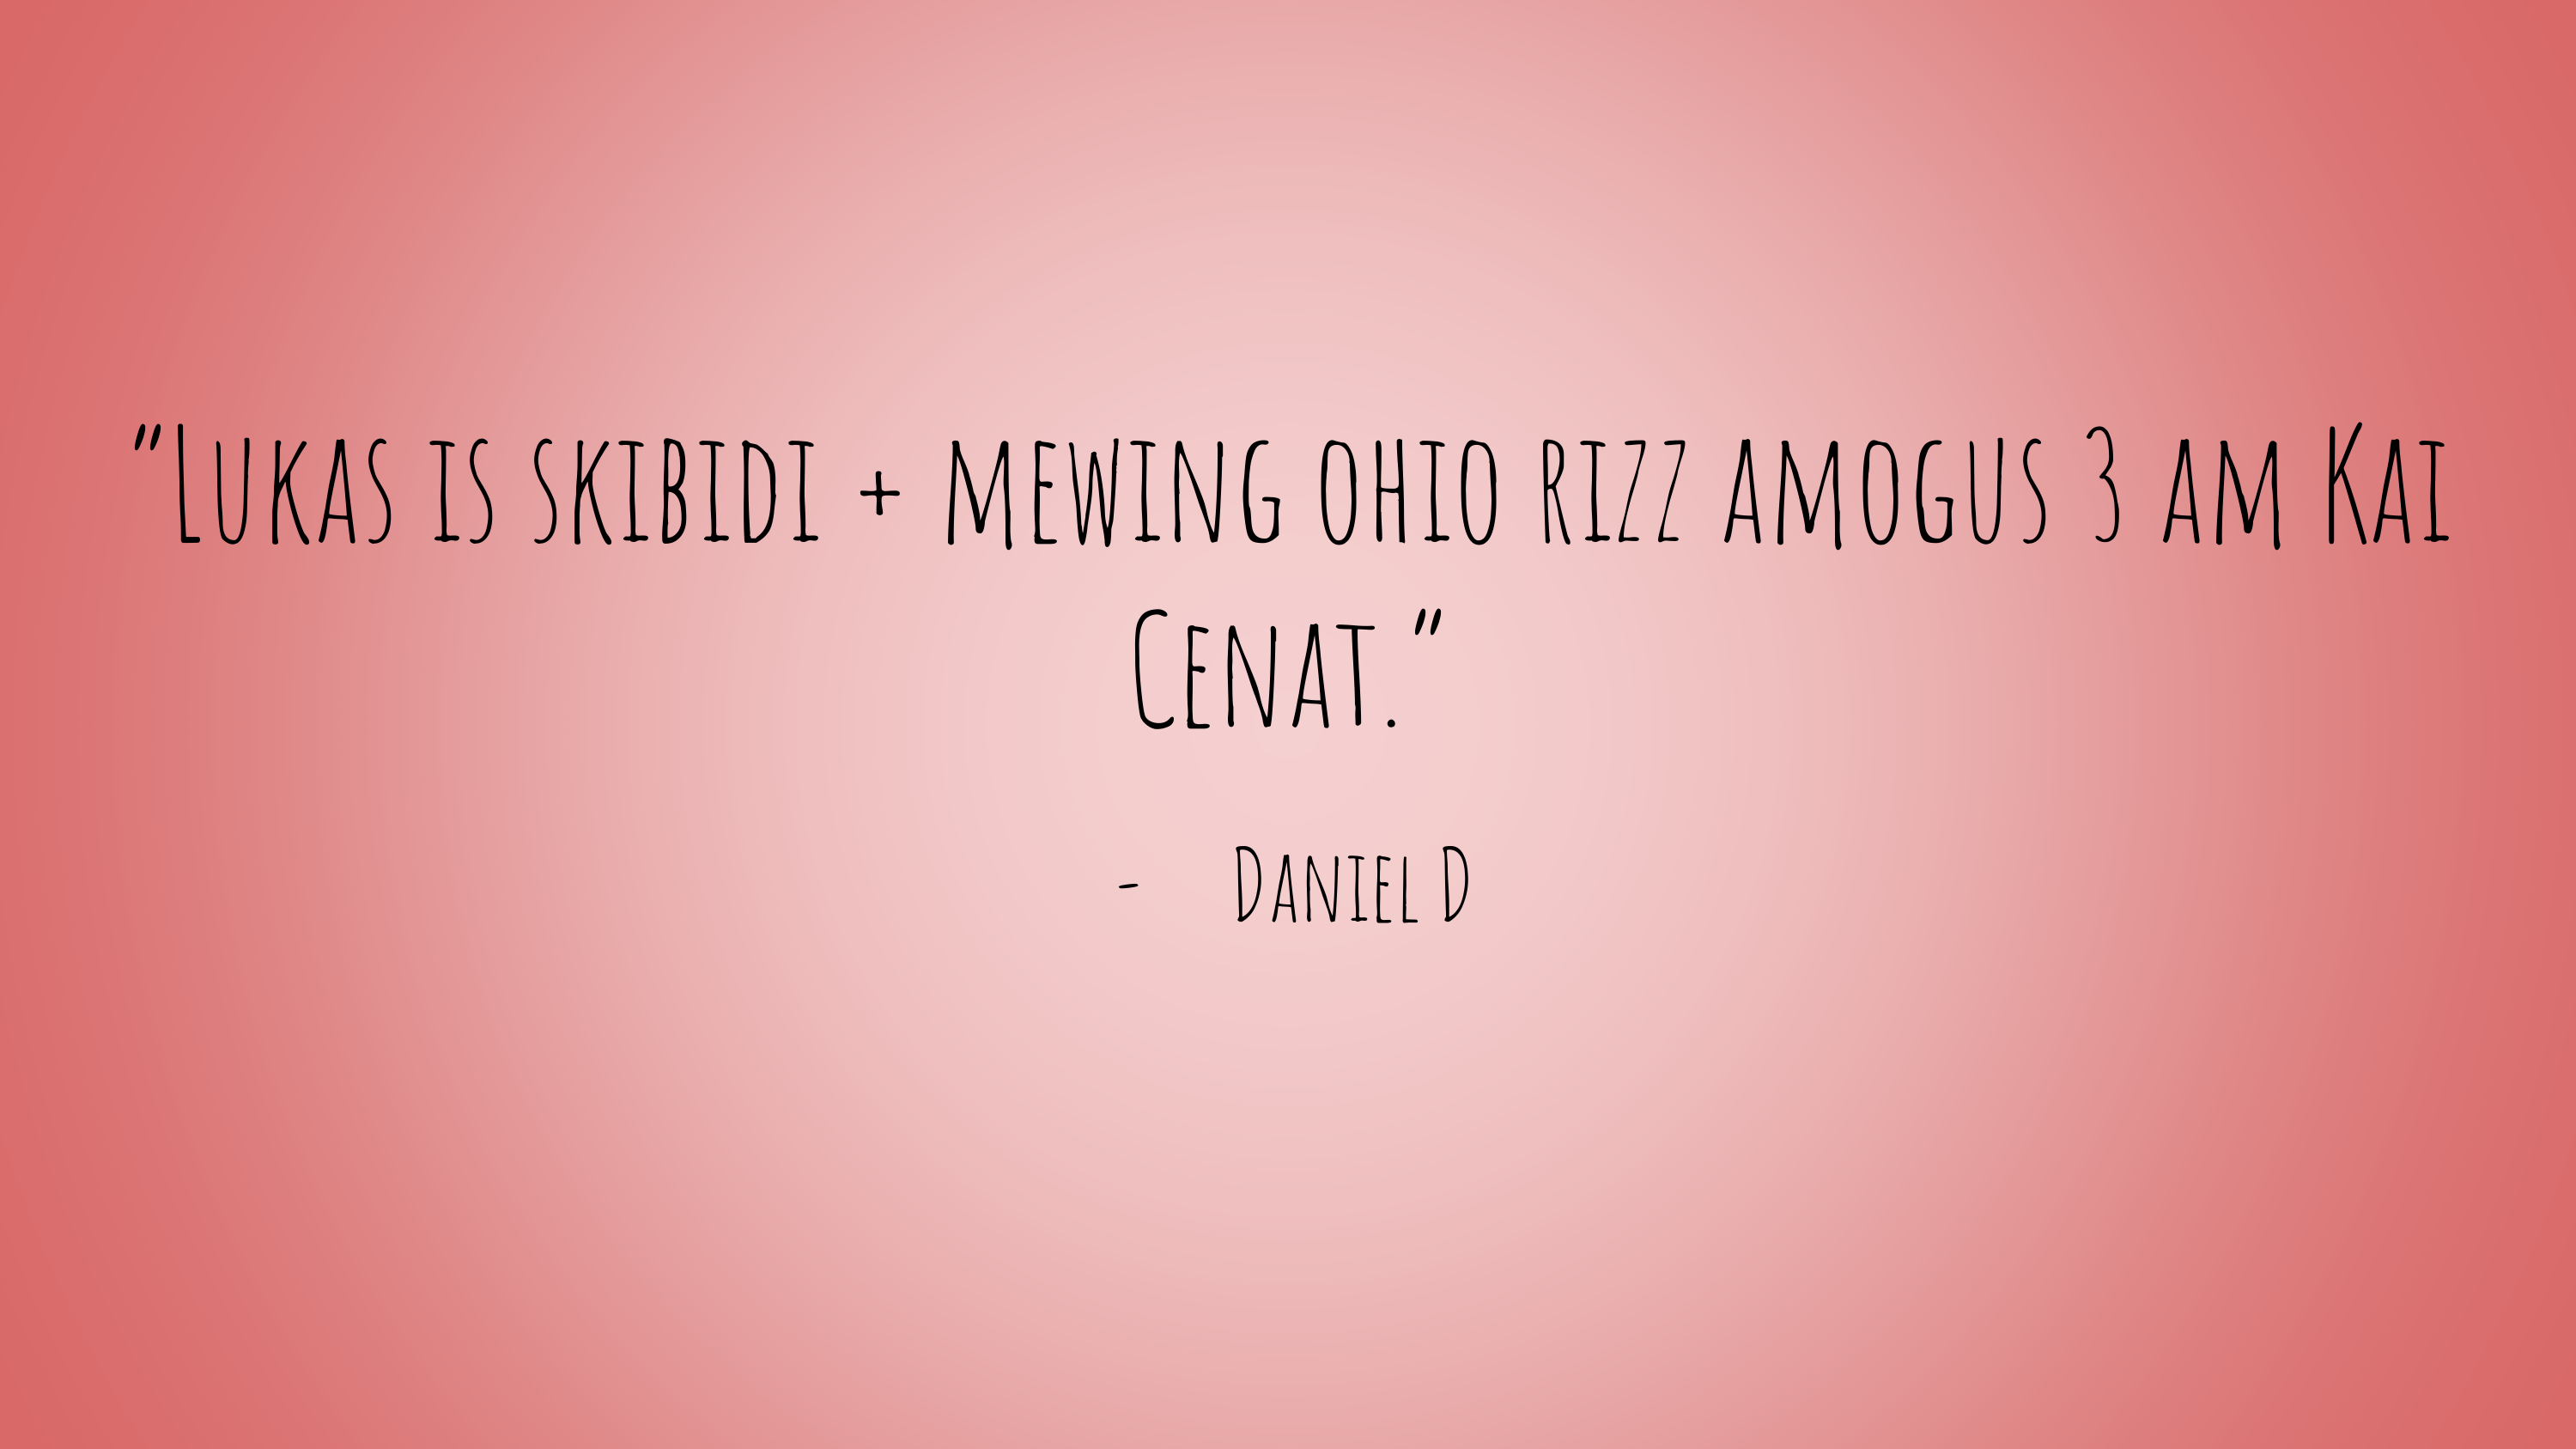 “Lukas is skibidi + mewing ohio rizz amogus 3 am Kai
Cenat.”
- Daniel D